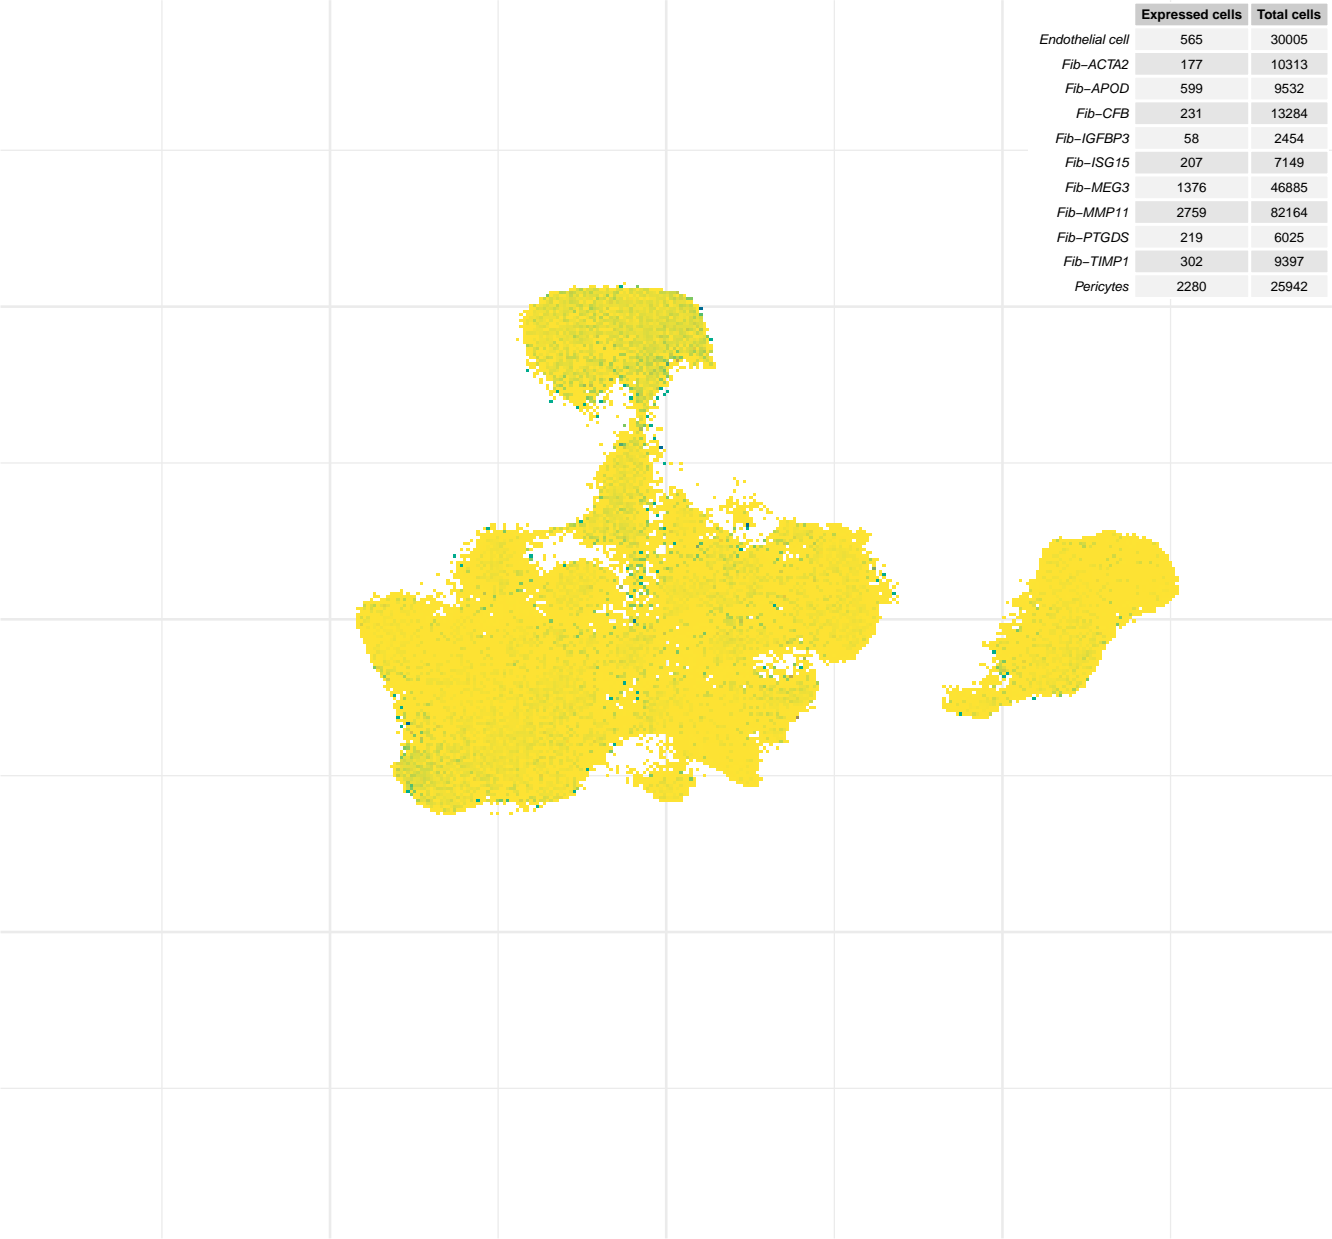 Expressed cells Total cells
Endothelial cell 565 30005
Fib−ACTA2 177 10313
Fib−APOD 599 9532
Fib−CFB 231 13284
Fib−IGFBP3 58 2454
Fib−ISG15 207 7149
Fib−MEG3 1376 46885
Fib−MMP11 2759 82164
Fib−PTGDS 219 6025
Fib−TIMP1 302 9397
Pericytes 2280 25942